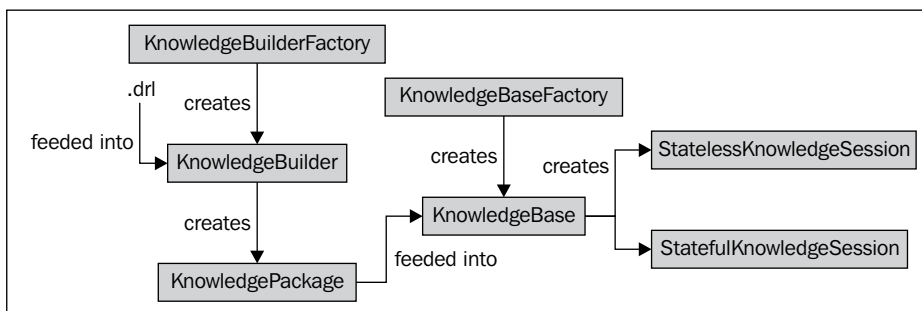 KnowledgeBuilderFactory
.drl
creates
feeded into
KnowledgeBuilder
creates
KnowledgePackage
KnowledgeBaseFactory
creates
KnowledgeBase
feeded into
creates
StatelessKnowledgeSession
StatefulKnowledgeSession